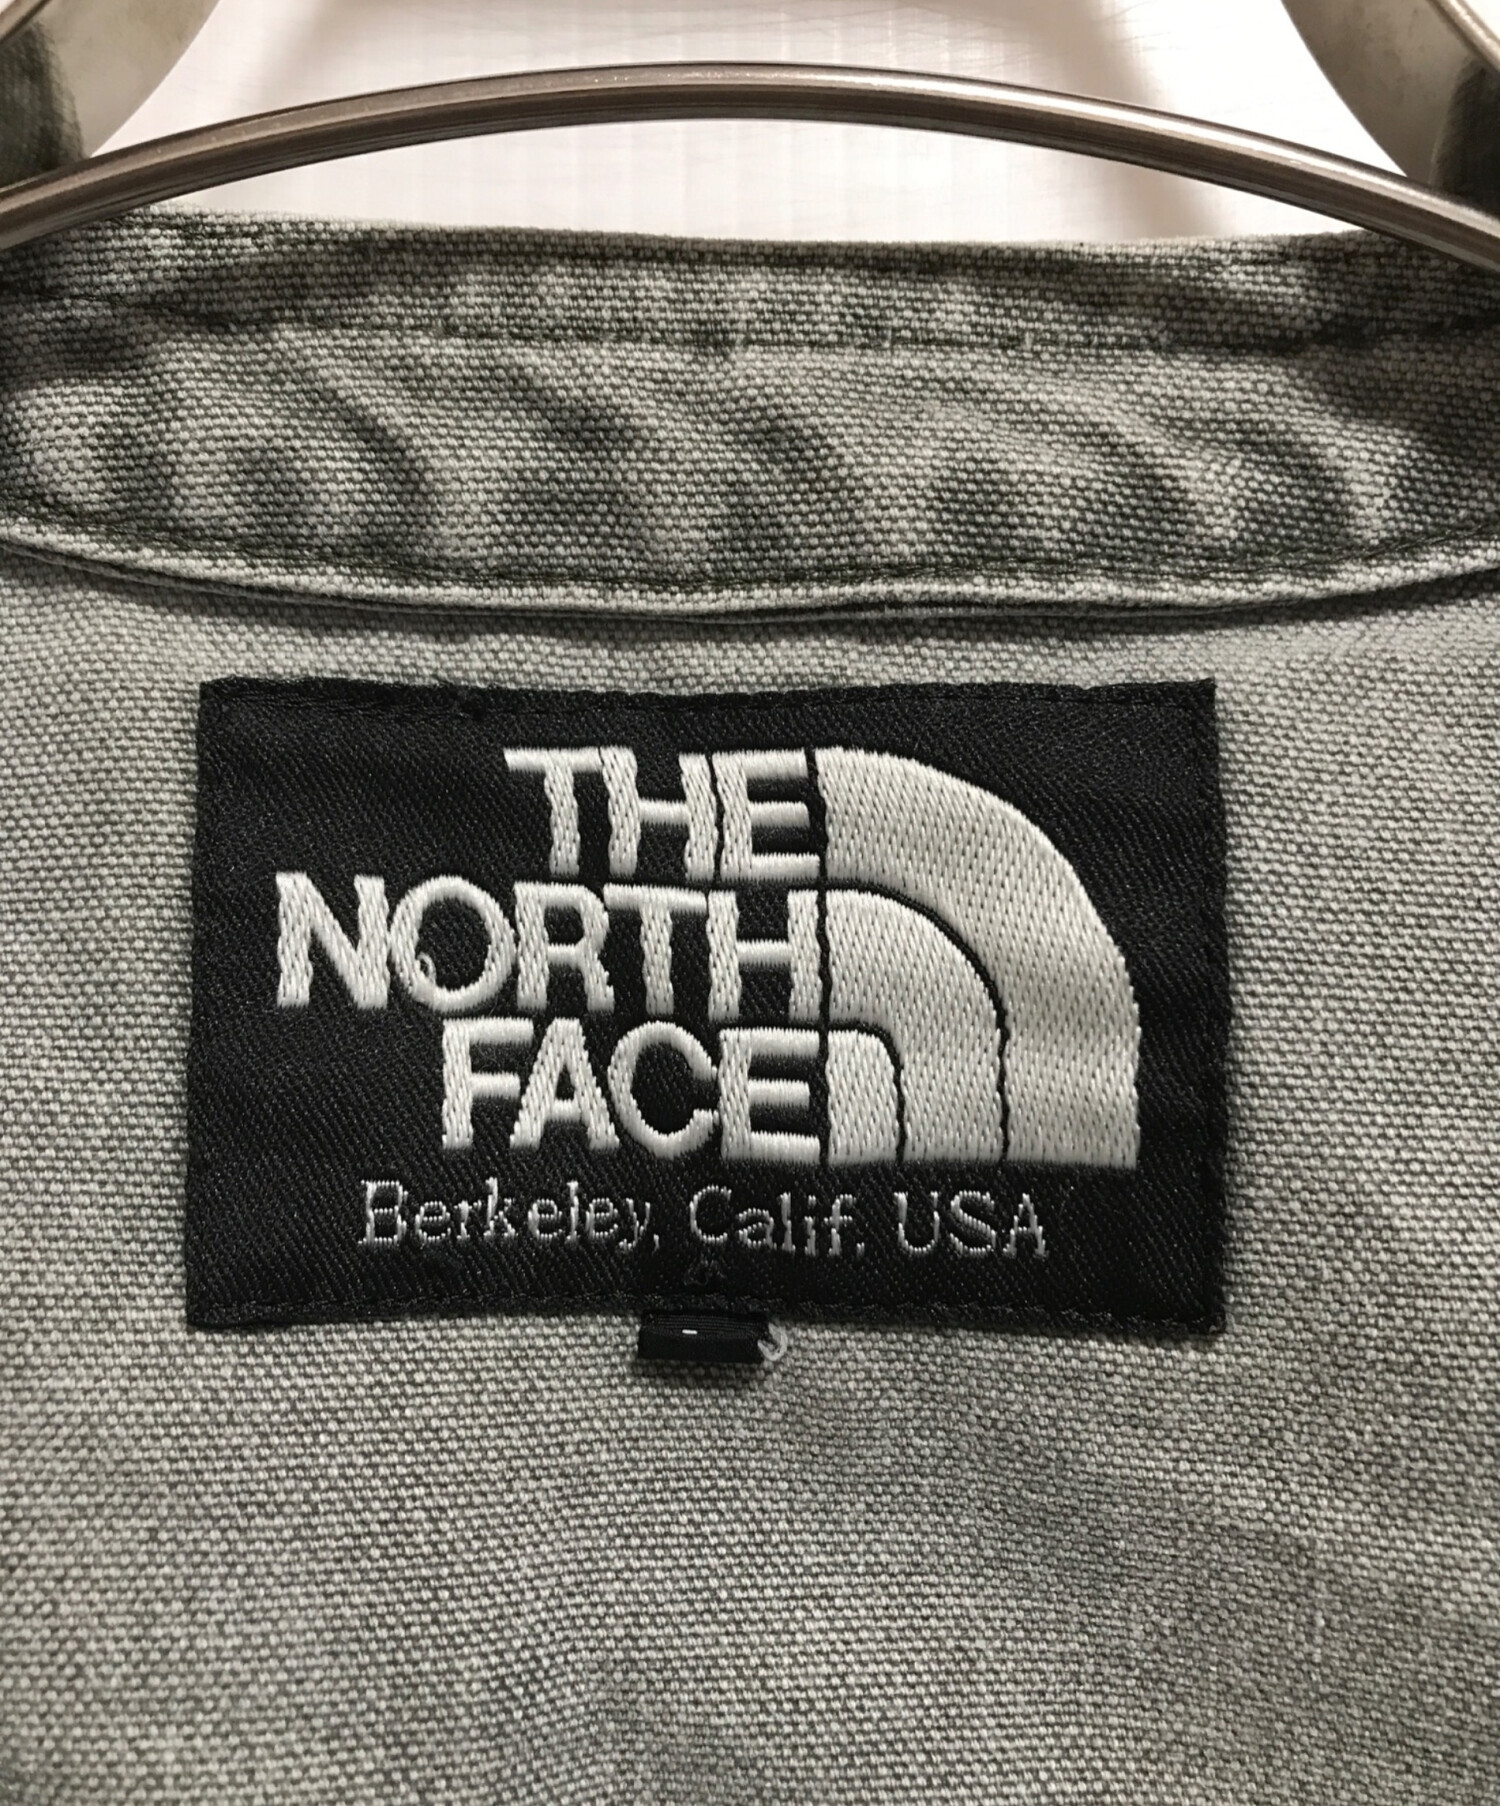 THE
NORTH
FACE
Berkeley, Calif. USA